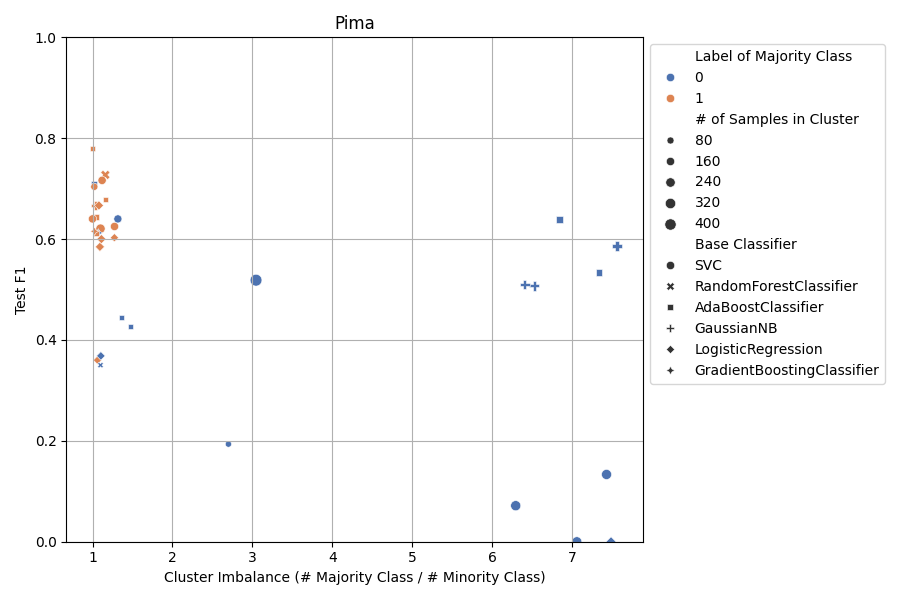 Pima
1.0
0.8
0.6
0.4
0.2
0.0
Test F1
1
2
3
4
5
6
7
Cluster Imbalance (# Majority Class / # Minority Class)
Label of Majority Class
0
1
# of Samples in Cluster
80
160
240
320
400
Base Classifier
SVC
RandomForestClassifier
AdaBoostClassifier
GaussianNB
LogisticRegression
GradientBoostingClassifier